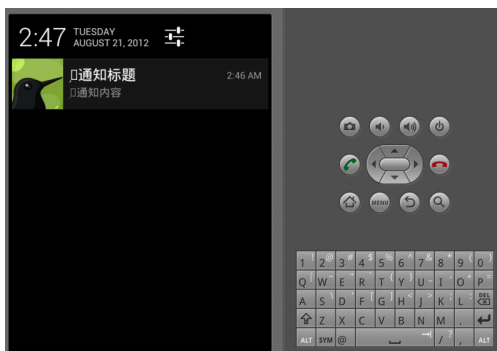 2:47 TUESDAY
AUGUST 21, 2012
通知标题 2:46 AM
通知内容
MENU
1 ! 2 @ 3 # 4 $ 5 % 6 ^ 7 & 8 * 9 ( 0 )
Q W E R T Y U - I O + P =
A S \ D F [ G ] H < J > K ; L : DEL
Z X C V B N M .
ALT SYM @ / ? , ALT